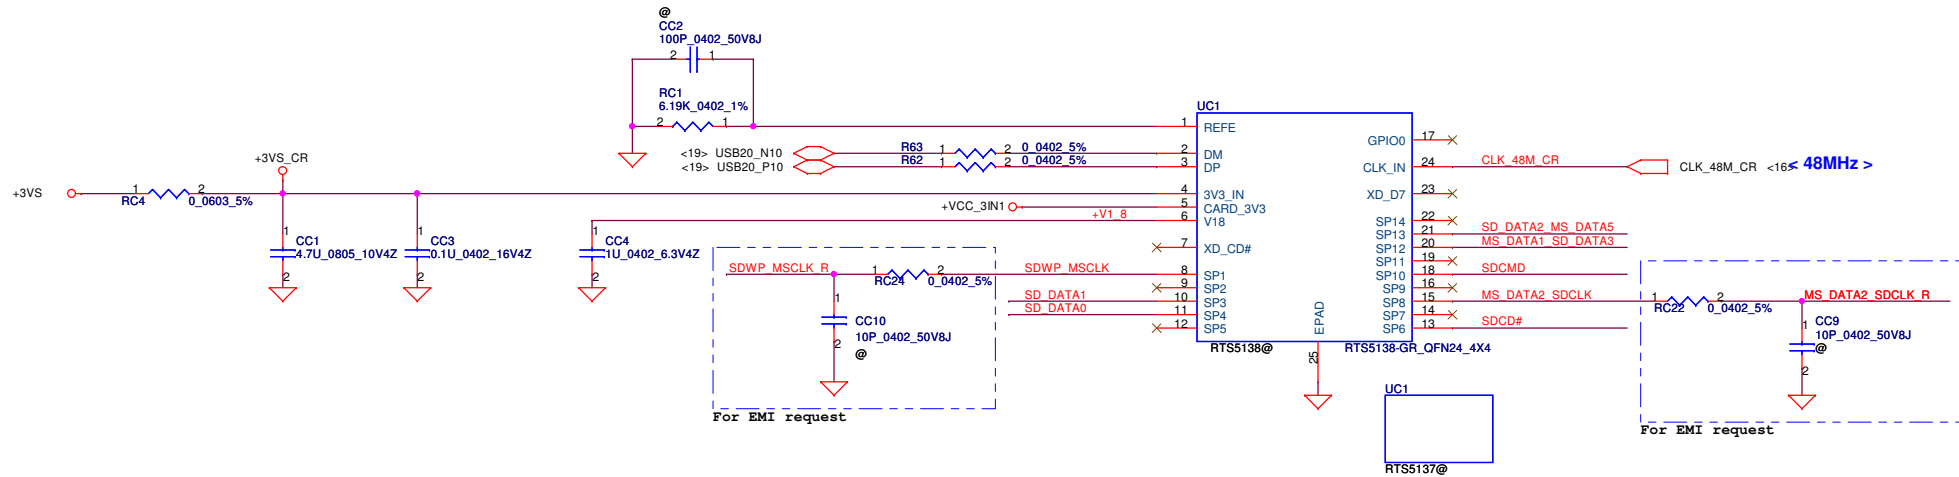 @
CC2
100P_0402_50V8J
2 1
RC1
6.19K_0402_1%
2 1
<19> USB20_N10
<19> USB20_P10
R63 1 2 0_0402_5%
R62 1 2 0_0402_5%
+3VS_CR
+3VS
1 2
RC4 0_0603_5%
1
CC1
4.7U_0805_10V4Z
2
1
CC3
0.1U_0402_16V4Z
2
1
CC4
1U_0402_6.3V4Z
2
+VCC_3IN1
+V1_8
SDWP_MSCLK_R
1 2
RC24 0_0402_5%
SDWP_MSCLK
1
CC10
10P_0402_50V8J
2
@
For EMI request
SD_DATA1
SD_DATA0
UC1
1 REFE
2 DM
3 DP
4 3V3_IN
5 CARD_3V3
6 V18
7 XD_CD#
8 SP1
9 SP2
10 SP3
11 SP4
12 SP5
EPAD
25
GPIO0 17
CLK_IN 24
XD_D7 23
SP14 22
SP13 21
SP12 20
SP11 19
SP10 18
SP9 16
SP8 15
SP7 14
SP6 13
RTS5138@
RTS5138-GR_QFN24_4X4
CLK_48M_CR
CLK_48M_CR <16> < 48MHz >
SD_DATA2_MS_DATA5
MS_DATA1_SD_DATA3
SDCMD
MS_DATA2_SDCLK
SDCD#
1 2
RC22 0_0402_5%
MS_DATA2_SDCLK_R
1
CC9
10P_0402_50V8J
@
2
For EMI request
UC1
RTS5137@